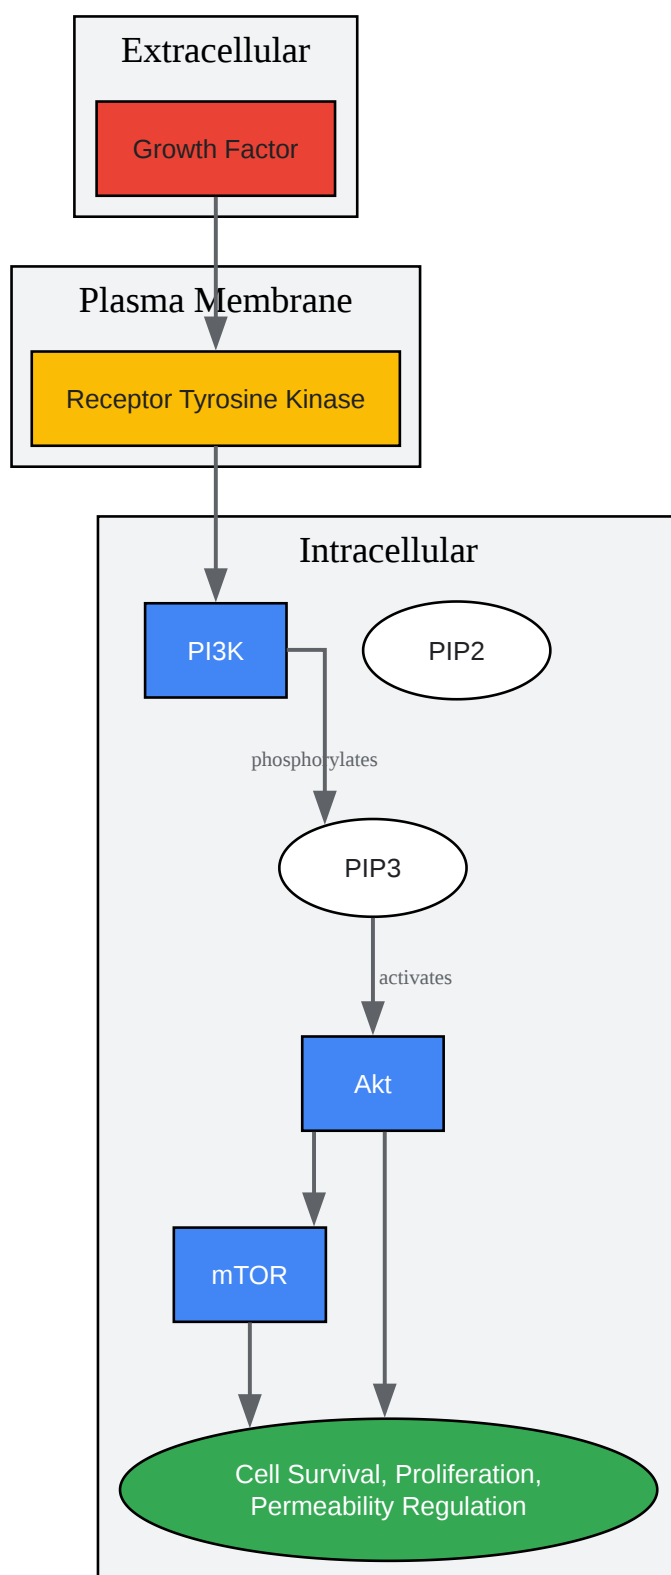 Extracellular
Growth Factor
Plasma Membrane
Receptor Tyrosine Kinase
Intracellular
PI3K
PIP2
phosphorylates
PIP3
activates
Akt
mTOR
Cell Survival, Proliferation,
Permeability Regulation